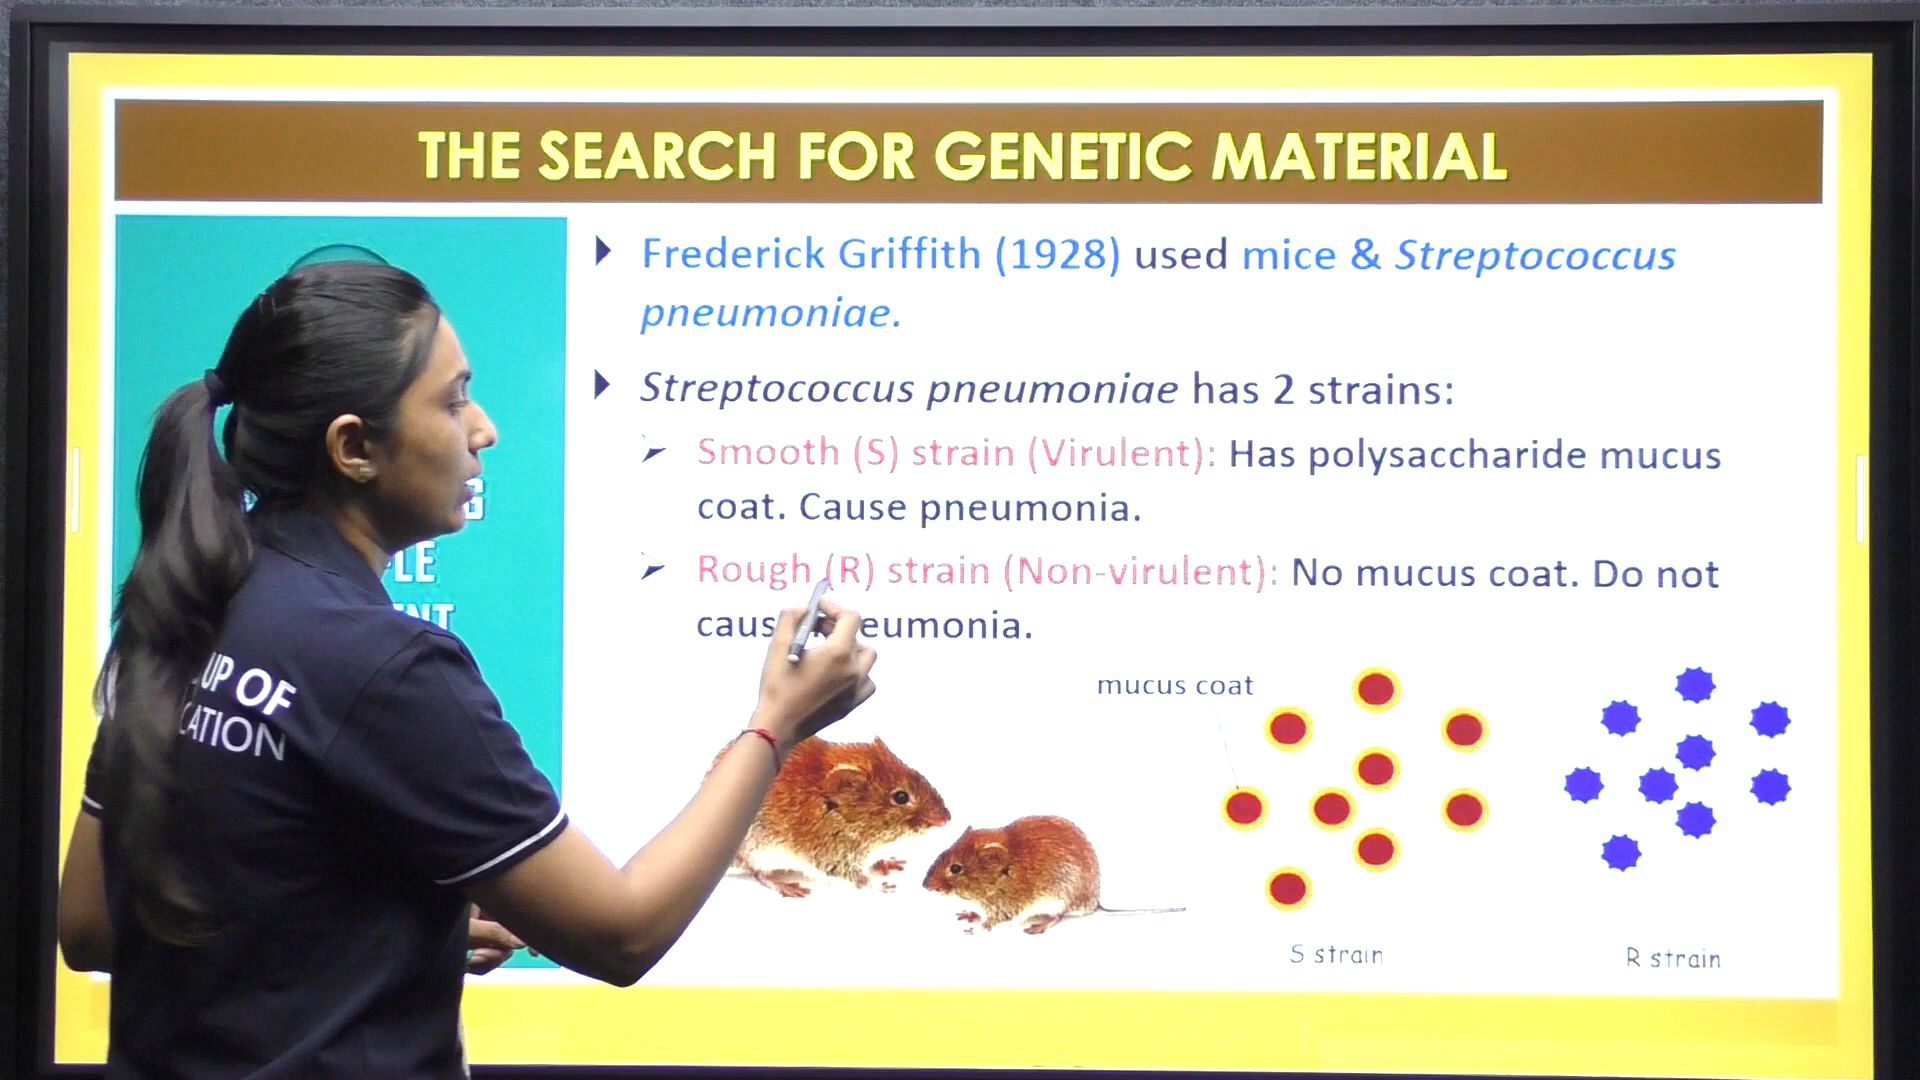 THE SEARCH FOR GENETIC MATERIAL
Frederick Griffith (1928) used mice & Streptococcus
pneumoniae.
Streptococcus pneumoniae has 2 strains:
Smooth (S) strain (Virulent): Has polysaccharide mucus
coat. Cause pneumonia.
Rough (R) strain (Non-virulent): No mucus coat. Do not
eumonia.
mucus coat
S strain
R strain
UP OF
CATION